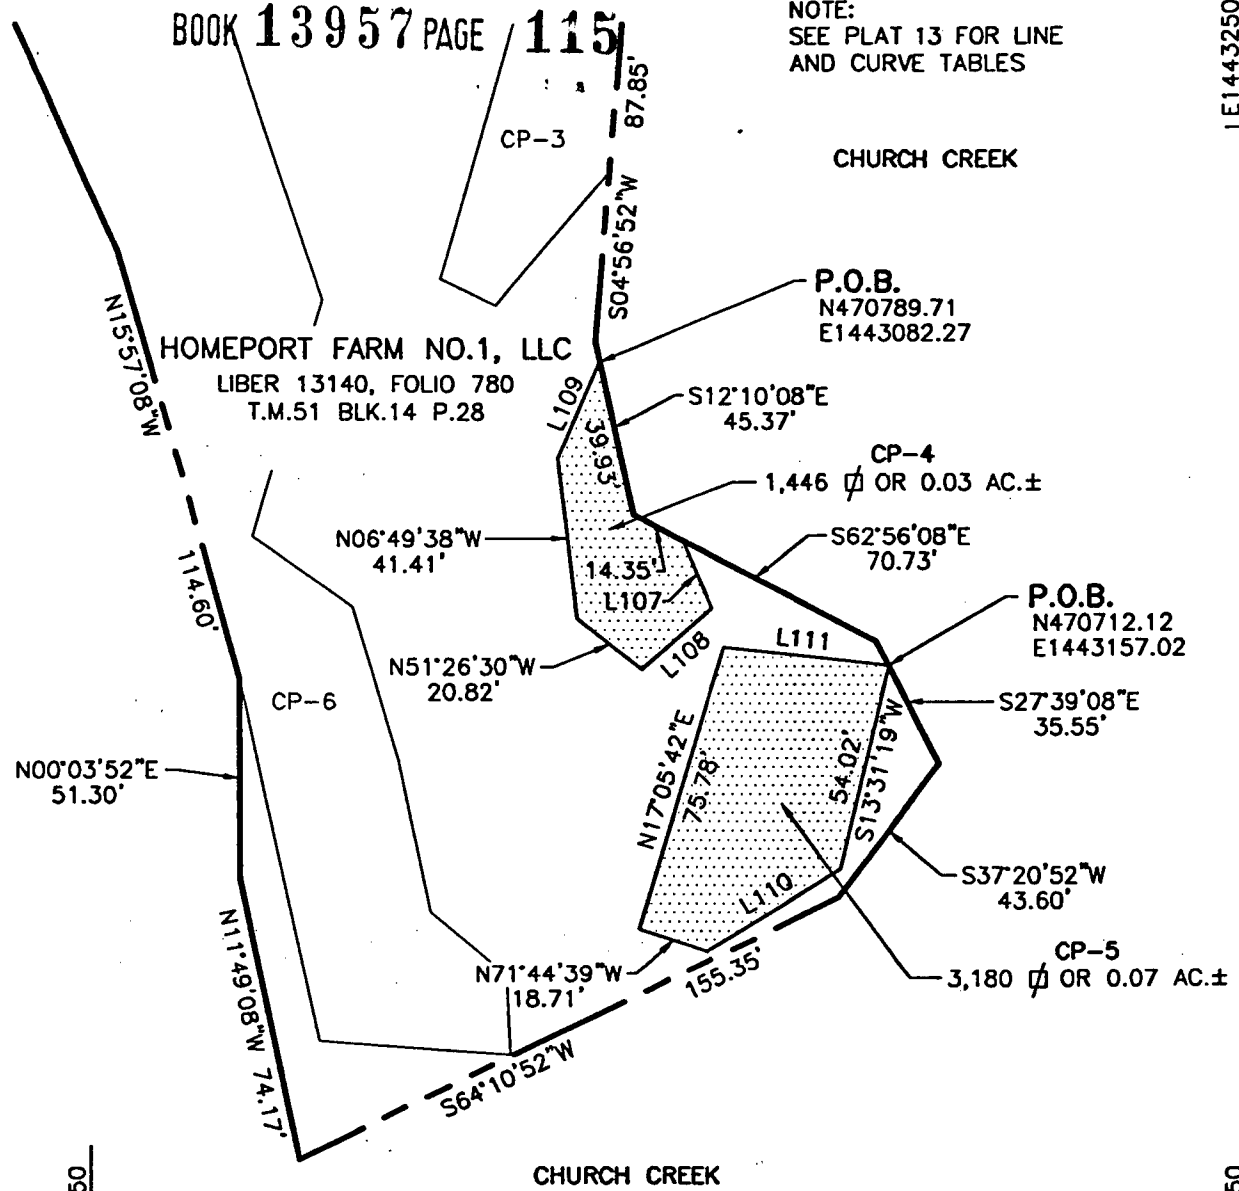 BOOK 13957 PAGE 115
NOTE:
SEE PLAT 13 FOR LINE
AND CURVE TABLES
E1443250
87.85'
CP-3
CHURCH CREEK
S04°56'52"W
P.O.B.
N470789.71
E1443082.27
N15°57'08"W
HOMEPORT FARM NO.1, LLC
LIBER 13140, FOLIO 780
T.M.51 BLK.14 P.28
L109
39.93'
S12°10'08"E
45.37'
CP-4
1,446 ⏍ OR 0.03 AC.±
N06°49'38"W
41.41'
14.35'
L107
S62°56'08"E
70.73'
114.60'
P.O.B.
N470712.12
E1443157.02
L111
L108
N51°26'30"W
20.82'
CP-6
S27°39'08"E
35.55'
N00°03'52"E
51.30'
N17°05'42"E
75.78'
54.02'
S13°31'19"W
S37°20'52"W
43.60'
L110
N71°44'39"W
18.71'
155.35'
CP-5
3,180 ⏍ OR 0.07 AC.±
N11°49'08"W 74.17'
S64°10'52"W
CHURCH CREEK
50
50